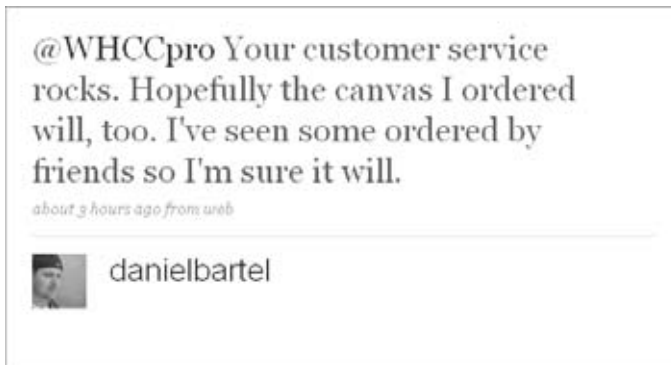 @WHCCpro Your customer service
rocks. Hopefully the canvas I ordered
will, too. I've seen some ordered by
friends so I'm sure it will.
about 9 hours ago from web
danielbartel